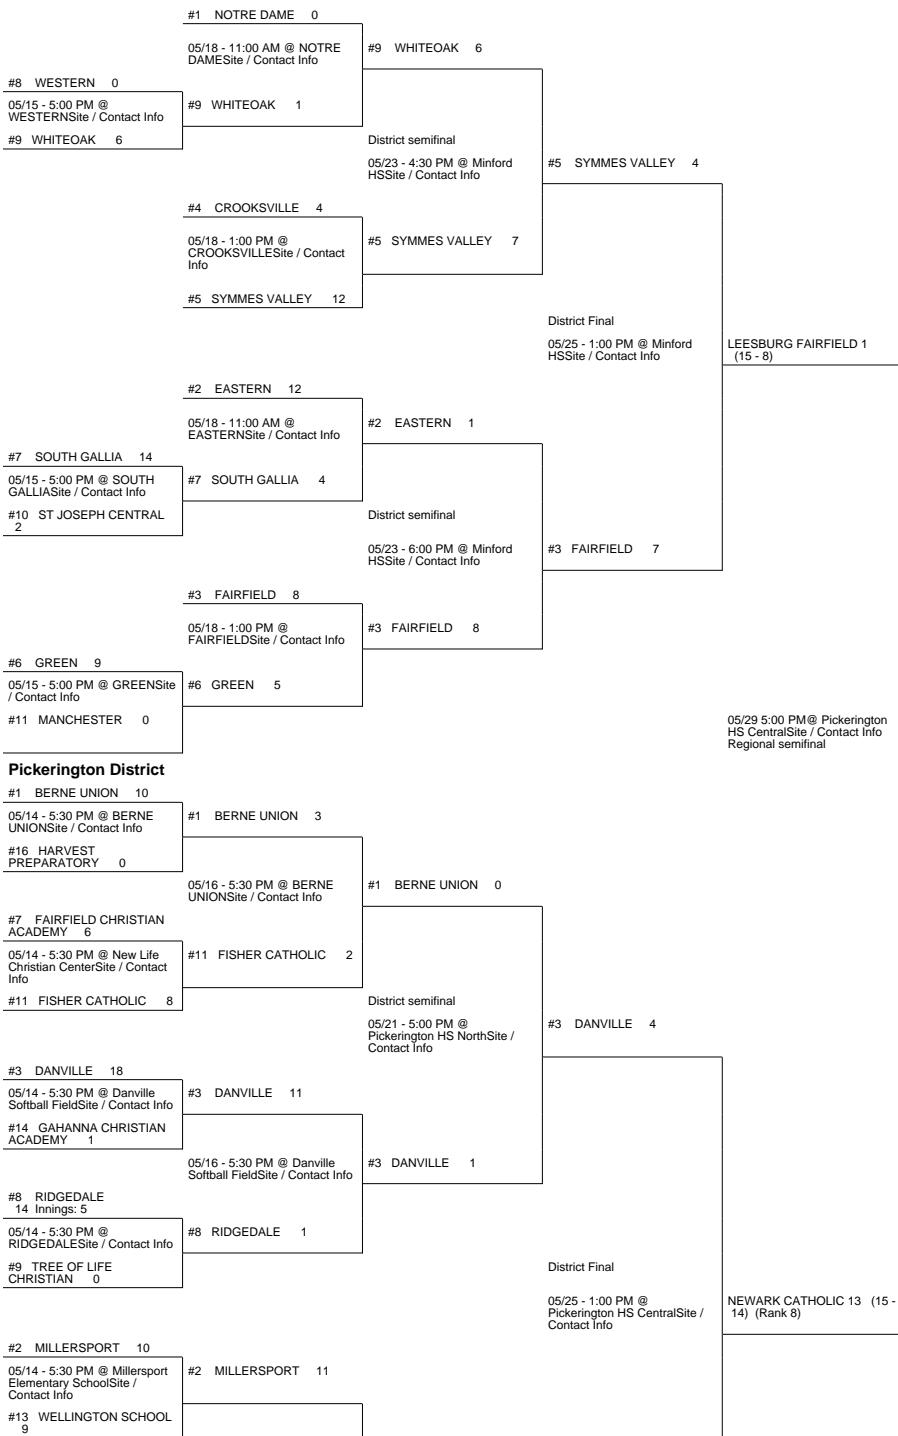 #1 NOTRE DAME 0
05/18 - 11:00 AM @ NOTRE
DAMESite / Contact Info
#9 WHITEOAK 6
#8 WESTERN 0
05/15 - 5:00 PM @
WESTERNSite / Contact Info
#9 WHITEOAK 1
#9 WHITEOAK 6
District semifinal
05/23 - 4:30 PM @ Minford
HSSite / Contact Info
#5 SYMMES VALLEY 4
#4 CROOKSVILLE 4
05/18 - 1:00 PM @
CROOKSVILLESite / Contact
Info
#5 SYMMES VALLEY 7
#5 SYMMES VALLEY 12
District Final
05/25 - 1:00 PM @ Minford
HSSite / Contact Info
LEESBURG FAIRFIELD 1
(15 - 8)
#2 EASTERN 12
05/18 - 11:00 AM @
EASTERNSite / Contact Info
#2 EASTERN 1
#7 SOUTH GALLIA 14
05/15 - 5:00 PM @ SOUTH
GALLIASite / Contact Info
#7 SOUTH GALLIA 4
#10 ST JOSEPH CENTRAL
2
District semifinal
05/23 - 6:00 PM @ Minford
HSSite / Contact Info
#3 FAIRFIELD 7
#3 FAIRFIELD 8
05/18 - 1:00 PM @
FAIRFIELDSite / Contact Info
#3 FAIRFIELD 8
#6 GREEN 9
05/15 - 5:00 PM @ GREENSite
/ Contact Info
#6 GREEN 5
#11 MANCHESTER 0
05/29 5:00 PM@ Pickerington
HS CentralSite / Contact Info
Regional semifinal
Pickerington District
#1 BERNE UNION 10
05/14 - 5:30 PM @ BERNE
UNIONSite / Contact Info
#1 BERNE UNION 3
#16 HARVEST
PREPARATORY 0
05/16 - 5:30 PM @ BERNE
UNIONSite / Contact Info
#1 BERNE UNION 0
#7 FAIRFIELD CHRISTIAN
ACADEMY 6
05/14 - 5:30 PM @ New Life
Christian CenterSite / Contact
Info
#11 FISHER CATHOLIC 2
#11 FISHER CATHOLIC 8
District semifinal
05/21 - 5:00 PM @
Pickerington HS NorthSite /
Contact Info
#3 DANVILLE 4
#3 DANVILLE 18
05/14 - 5:30 PM @ Danville
Softball FieldSite / Contact Info
#3 DANVILLE 11
#14 GAHANNA CHRISTIAN
ACADEMY 1
05/16 - 5:30 PM @ Danville
Softball FieldSite / Contact Info
#3 DANVILLE 1
#8 RIDGEDALE
14 Innings: 5
05/14 - 5:30 PM @
RIDGEDALESite / Contact Info
#8 RIDGEDALE 1
#9 TREE OF LIFE
CHRISTIAN 0
District Final
05/25 - 1:00 PM @
Pickerington HS CentralSite /
Contact Info
NEWARK CATHOLIC 13 (15 -
14) (Rank 8)
#2 MILLERSPORT 10
05/14 - 5:30 PM @ Millersport
Elementary SchoolSite /
Contact Info
#2 MILLERSPORT 11
#13 WELLINGTON SCHOOL
9